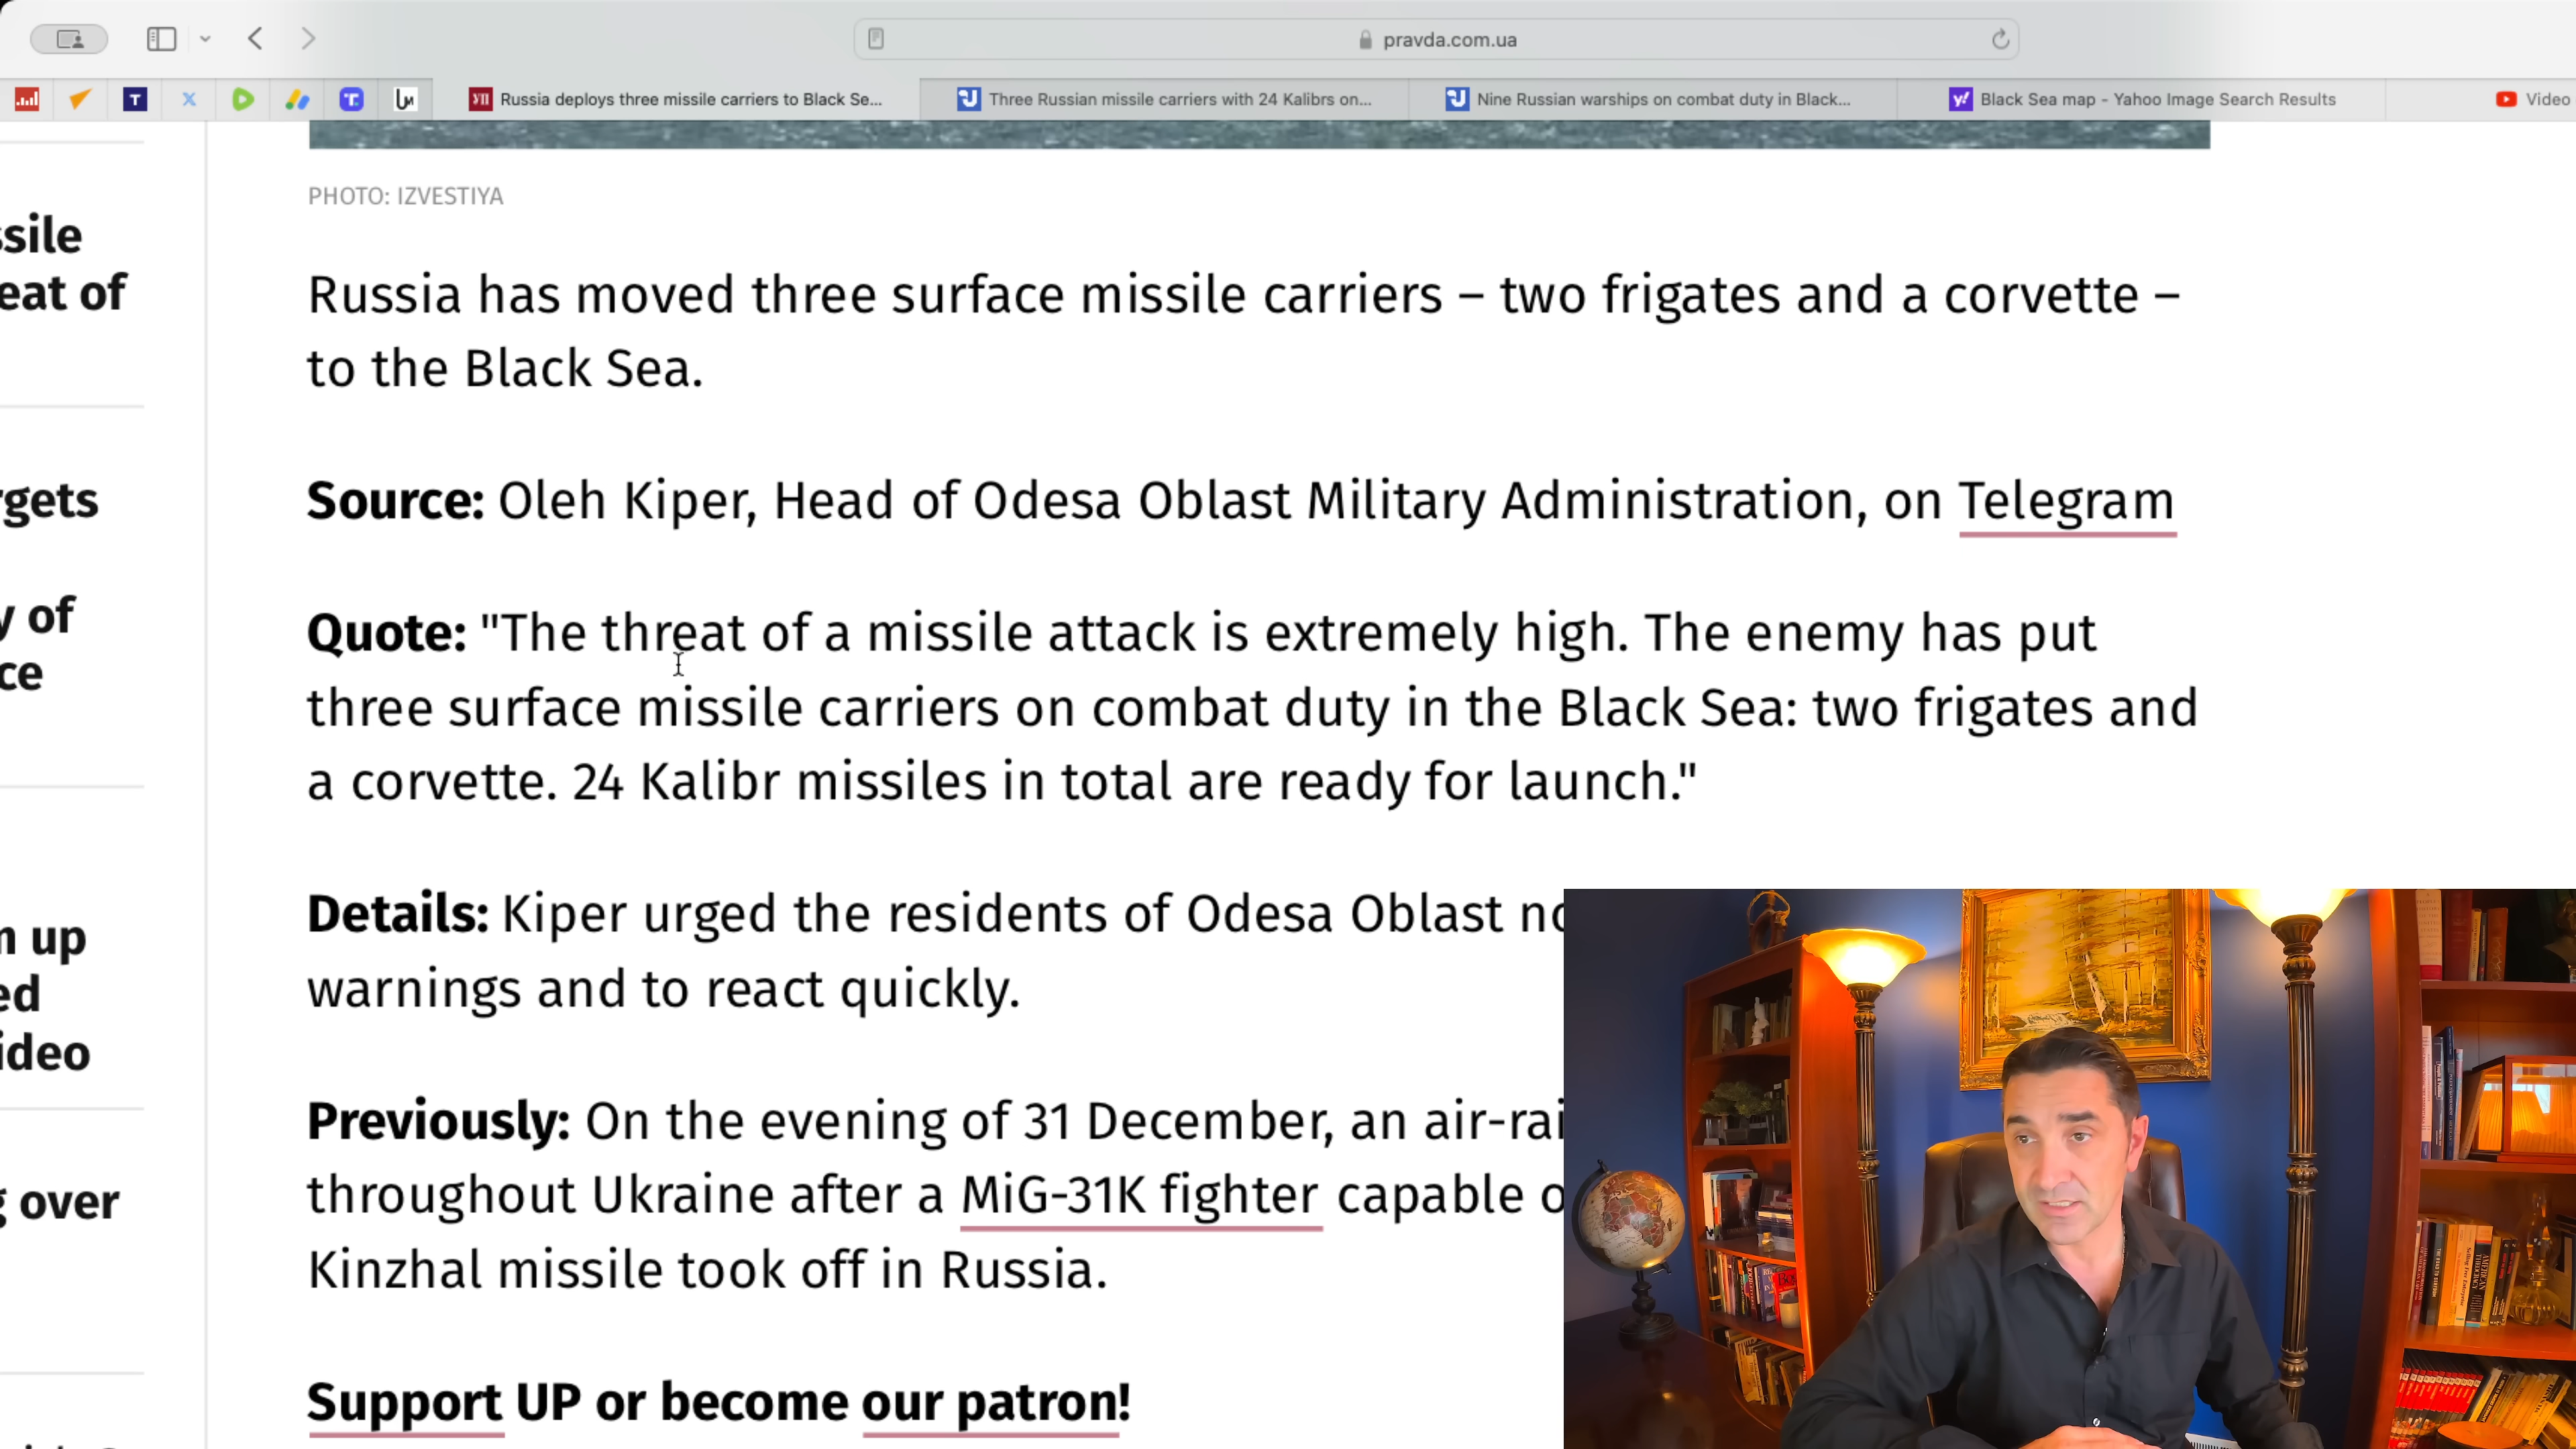 pravda.com.ua
T
Russia deploys three missile carriers to Black Se...
Three Russian missile carriers with 24 Kalibrs on...
Nine Russian warships on combat duty in Black...
Black Sea map - Yahoo Image Search Results
Video
PHOTO: IZVESTIYA
ssile
eat of
rgets
y of
ce
n up
ed
ideo
g over
Russia has moved three surface missile carriers – two frigates and a corvette –
to the Black Sea.
Source: Oleh Kiper, Head of Odesa Oblast Military Administration, on Telegram
Quote: "The threat of a missile attack is extremely high. The enemy has put
three surface missile carriers on combat duty in the Black Sea: two frigates and
a corvette. 24 Kalibr missiles in total are ready for launch."
Details: Kiper urged the residents of Odesa Oblast no
warnings and to react quickly.
Previously: On the evening of 31 December, an air-rai
throughout Ukraine after a MiG-31K fighter capable o
Kinzhal missile took off in Russia.
Support UP or become our patron!